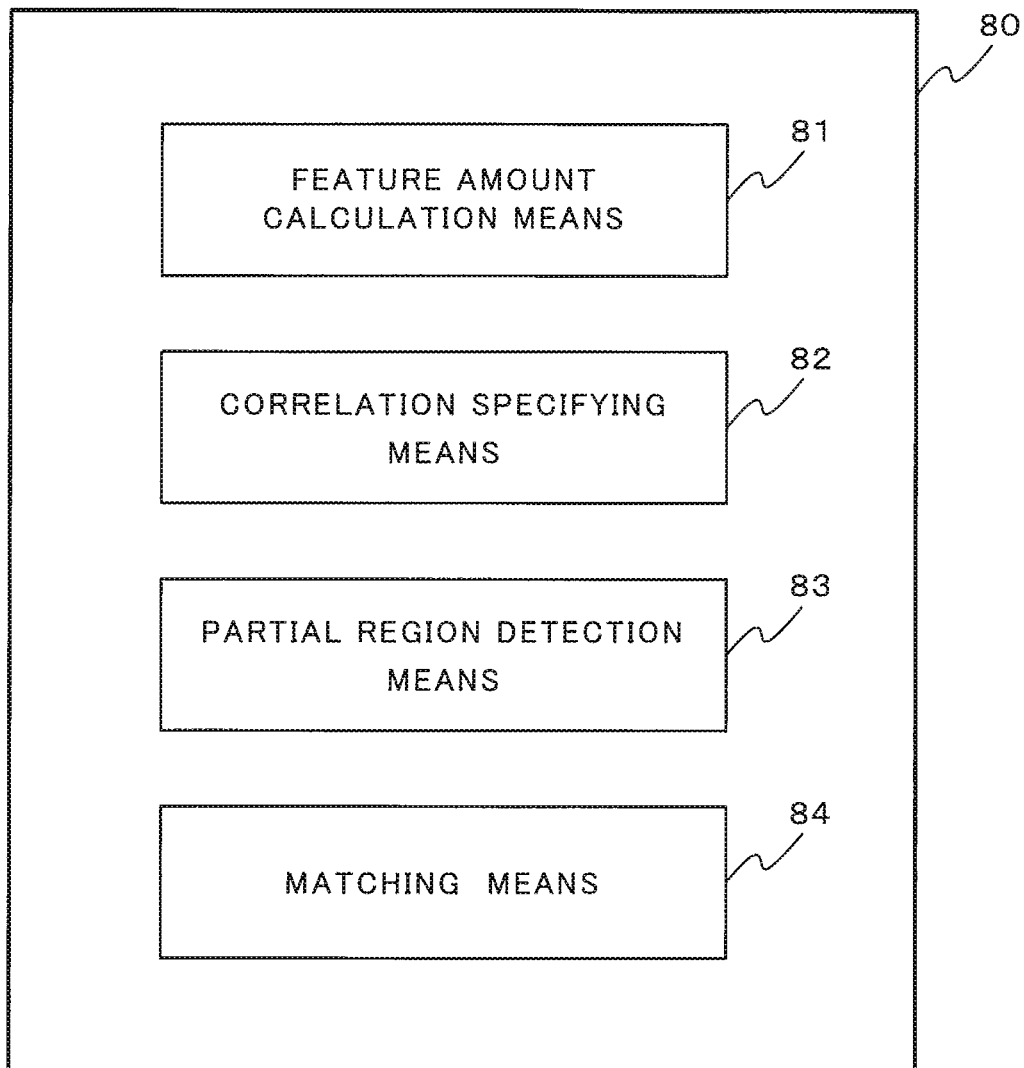 80
81
FEATURE AMOUNT
CALCULATION MEANS
82
CORRELATION SPECIFYING
MEANS
83
PARTIAL REGION DETECTION
MEANS
84
MATCHING MEANS